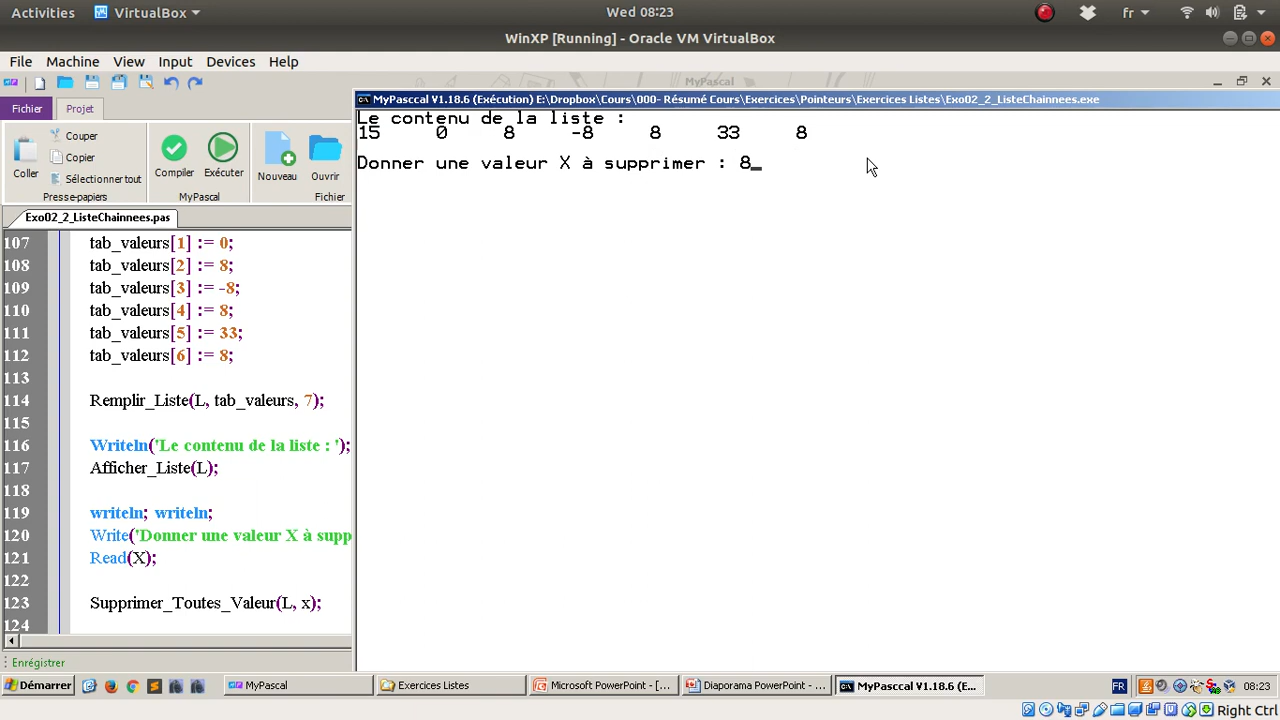 Activities VirtualBox Wed 08:23 fr
WinXP [Running] - Oracle VM VirtualBox
File Machine View Input Devices Help
MyPascal
Fichier Projet
Couper
Copier
Sélectionner tout
Coller
Compiler
Exécuter
Nouveau
Ouvrir
Presse-papiers
MyPascal
Fichier
Exo02_2_ListeChainnees.pas
107 tab_valeurs[1] := 0;
108 tab_valeurs[2] := 8;
109 tab_valeurs[3] := -8;
110 tab_valeurs[4] := 8;
111 tab_valeurs[5] := 33;
112 tab_valeurs[6] := 8;
113
114 Remplir_Liste(L, tab_valeurs, 7);
115
116 Writeln('Le contenu de la liste : ');
117 Afficher_Liste(L);
118
119 writeln; writeln;
120 Write('Donner une valeur X à supp
121 Read(X);
122
123 Supprimer_Toutes_Valeur(L, x);
124
Enrégistrer
MyPasccal V1.18.6 (Exécution) E:\Dropbox\Cours\000- Résumé Cours\Exercices\Pointeurs\Exercices Listes\Exo02_2_ListeChainnees.exe
Le contenu de la liste :
15 0 8 -8 8 33 8
Donner une valeur X à supprimer : 8_
Démarrer MyPascal Exercices Listes Microsoft PowerPoint - [... Diaporama PowerPoint - ... MyPasccal V1.18.6 (E... FR 08:23
Right Ctrl